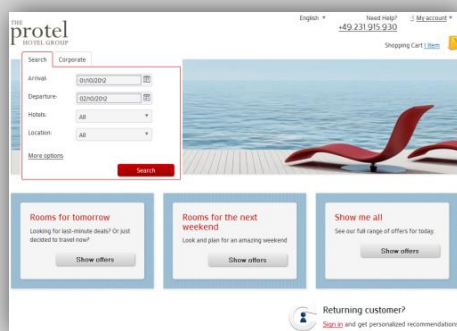 THE
protel
HOTEL GROUP
English
Need Help?
+49.231.915.930
My account
Shopping Cart 1 Item
Search
Corporate
Arrival:
01/10/2012
Departure:
02/10/2012
Hotels:
All
Location:
All
More options
Search
Rooms for tomorrow
Looking for last-minute deals? Or just
decided to travel now?
Show offers
Rooms for the next
weekend
Look and plan for an amazing weekend
Show offers
Show me all
See our full range of offers for today.
Show offers
Returning customer?
Sign in and get personalized recommendations